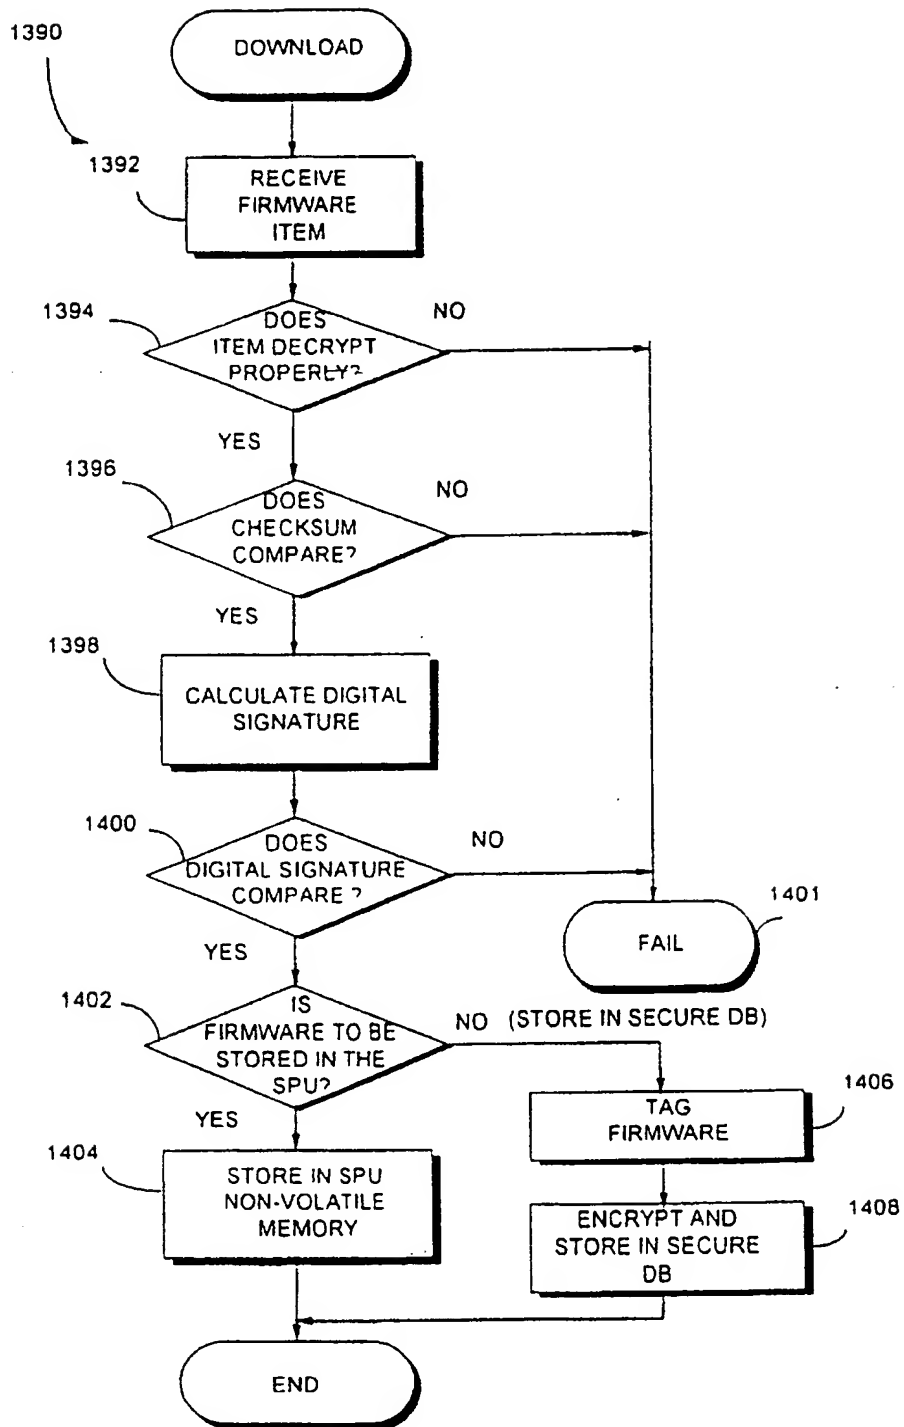 1390
DOWNLOAD
1392
RECEIVE
FIRMWARE
ITEM
1394
DOES
ITEM DECRYPT
PROPERLY?
NO
YES
1396
DOES
CHECKSUM
COMPARE?
NO
YES
1398
CALCULATE DIGITAL
SIGNATURE
1400
DOES
DIGITAL SIGNATURE
COMPARE ?
NO
YES
1401
FAIL
1402
IS
FIRMWARE TO BE
STORED IN THE
SPU?
NO (STORE IN SECURE DB)
YES
1404
STORE IN SPU
NON-VOLATILE
MEMORY
1406
TAG
FIRMWARE
1408
ENCRYPT AND
STORE IN SECURE
DB
END